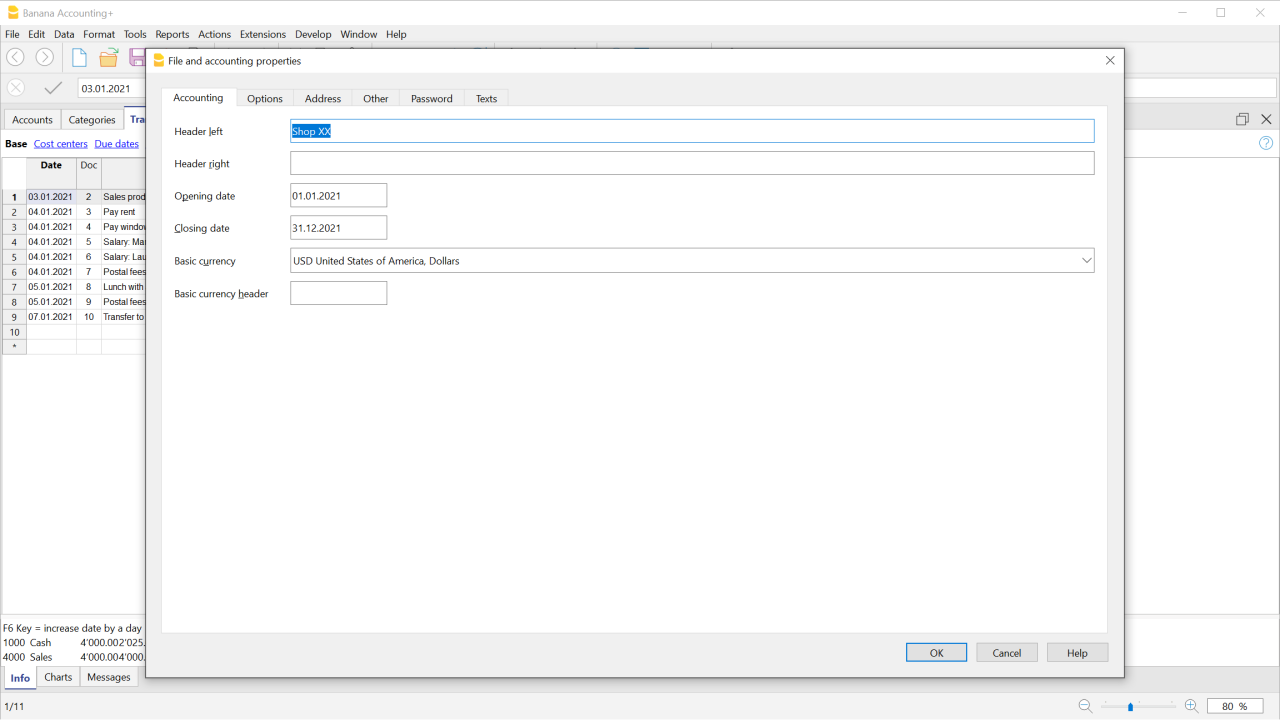 Banana Accounting+
File Edit Data Format Tools Reports Actions Extensions Develop Window Help
File and accounting properties
03.01.2021
Accounting Options Address Other Password Texts
Accounts Categories Tra
Base Cost centers Due dates
Header left Shop XX
Header right
Opening date 01.01.2021
Closing date 31.12.2021
Basic currency USD United States of America, Dollars
Basic currency header
Date Doc
1 03.01.2021 2 Sales prod
2 04.01.2021 3 Pay rent
3 04.01.2021 4 Pay window
4 04.01.2021 5 Salary: Mar
5 04.01.2021 6 Salary: Lau
6 04.01.2021 7 Postal fees
7 05.01.2021 8 Lunch with
8 05.01.2021 9 Postal fees
9 07.01.2021 10 Transfer to
10
*
F6 Key = increase date by a day
1000 Cash 4'000.002'025.
4000 Sales 4'000.004'000.
OK Cancel Help
Info Charts Messages
1/11
80 %